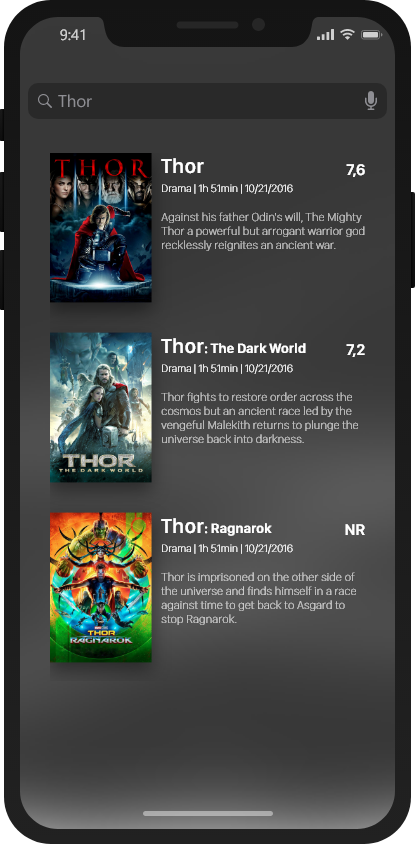 9:41
Thor
THOR
Thor 7,6
Drama | 1h 51min | 10/21/2016
Against his father Odin's will, The Mighty
Thor a powerful but arrogant warrior god
recklessly reignites an ancient war.
THOR
THE DARK WORLD
Thor: The Dark World 7,2
Drama | 1h 51min | 10/21/2016
Thor fights to restore order across the
cosmos but an ancient race led by the
vengeful Malekith returns to plunge the
universe back into darkness.
THOR
RAGNAROK
Thor: Ragnarok NR
Drama | 1h 51min | 10/21/2016
Thor is imprisoned on the other side of
the universe and finds himself in a race
against time to get back to Asgard to
stop Ragnarok.